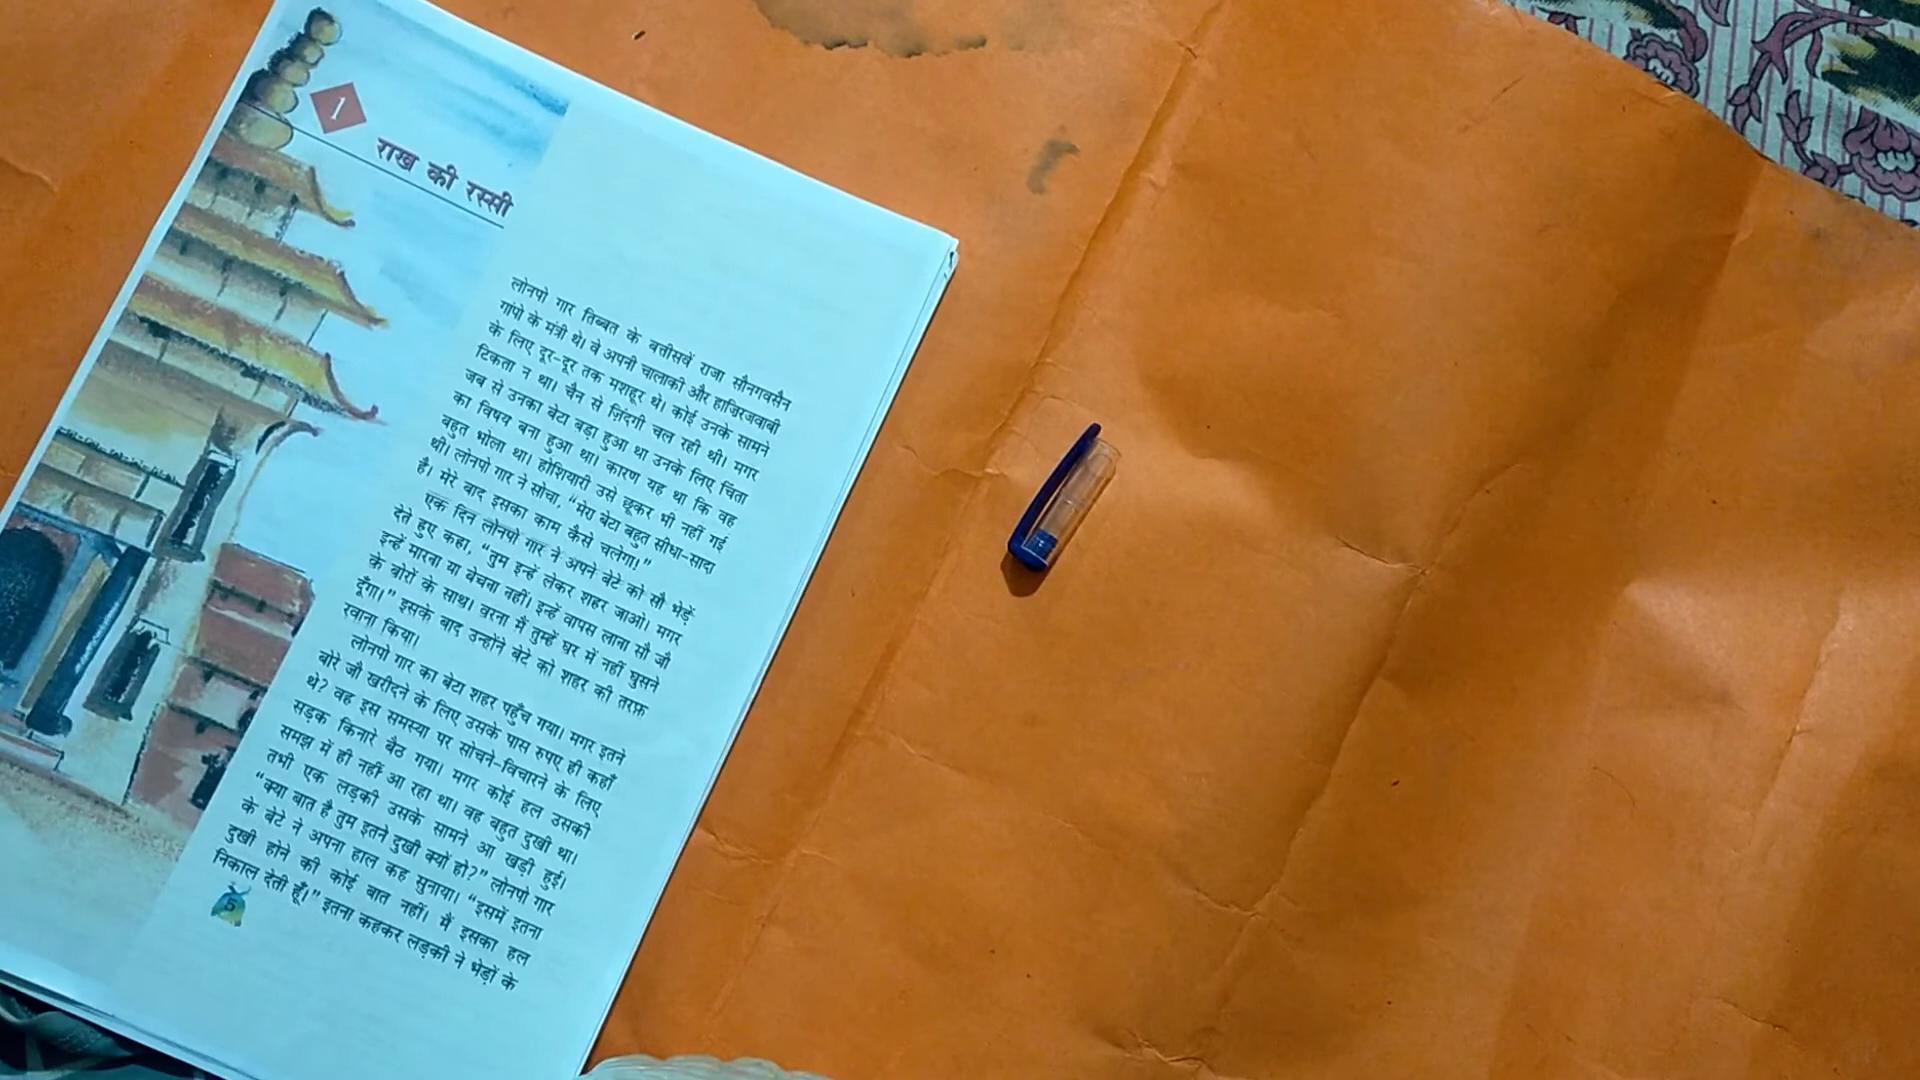 1
राख की रस्सी
लोनपो गार तिब्बत के बत्तीसवें राजा सौनगवसैन
गांपो के मंत्री थे। वे अपनी चालाकी और हाज़िरजवाबी
के लिए दूर-दूर तक मशहूर थे। कोई उनके सामने
टिकता न था। चैन से ज़िंदगी चल रही थी। मगर
जब से उनका बेटा बड़ा हुआ था उनके लिए चिंता
का विषय बना हुआ था। कारण यह था कि वह
बहुत भोला था। होशियारी उसे छूकर भी नहीं गई
थी। लोनपो गार ने सोचा, “मेरा बेटा बहुत सीधा-सादा
है। मेरे बाद इसका काम कैसे चलेगा!”
एक दिन लोनपो गार ने अपने बेटे को सौ भेड़ें
देते हुए कहा, “तुम इन्हें लेकर शहर जाओ। मगर
इन्हें मारना या बेचना नहीं। इन्हें वापस लाना सौ जौ
के बोरों के साथ। वरना मैं तुम्हें घर में नहीं घुसने
दूँगा।” इसके बाद उन्होंने बेटे को शहर की तरफ़
रवाना किया।
लोनपो गार का बेटा शहर पहुँच गया। मगर इतने
बोरे जौ खरीदने के लिए उसके पास रुपए ही कहाँ
थे? वह इस समस्या पर सोचने-विचारने के लिए
सड़क किनारे बैठ गया। मगर कोई हल उसकी
समझ में ही नहीं आ रहा था। वह बहुत दुखी था।
तभी एक लड़की उसके सामने आ खड़ी हुई।
“क्या बात है तुम इतने दुखी क्यों हो?” लोनपो गार
के बेटे ने अपना हाल कह सुनाया। “इसमें इतना
दुखी होने की कोई बात नहीं। मैं इसका हल
निकाल देती हूँ।” इतना कहकर लड़की ने भेड़ों के
5